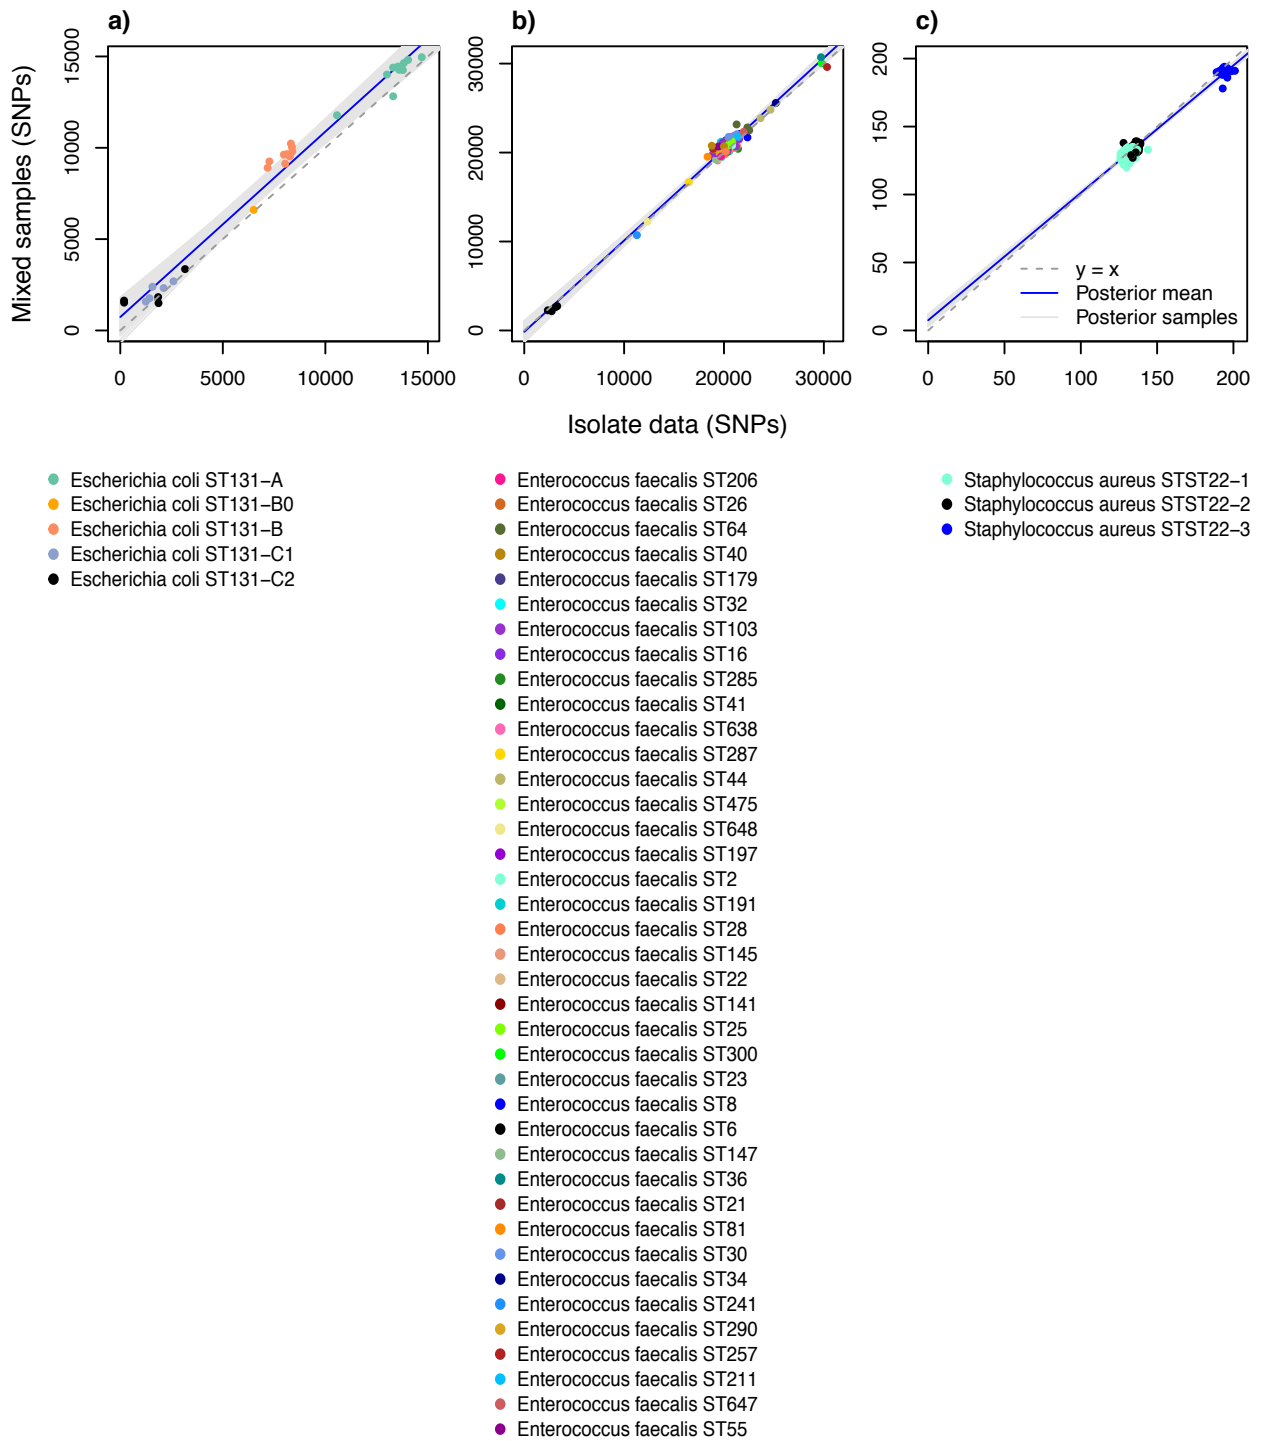 a)
b)
c)
Mixed samples (SNPs)
15000
10000
5000
0
0
5000
10000
15000
30000
20000
10000
0
0
10000
20000
30000
200
150
100
50
0
y = x
Posterior mean
Posterior samples
0
50
100
150
200
Isolate data (SNPs)
Escherichia coli ST131−A
Escherichia coli ST131−B0
Escherichia coli ST131−B
Escherichia coli ST131−C1
Escherichia coli ST131−C2
Enterococcus faecalis ST206
Enterococcus faecalis ST26
Enterococcus faecalis ST64
Enterococcus faecalis ST40
Enterococcus faecalis ST179
Enterococcus faecalis ST32
Enterococcus faecalis ST103
Enterococcus faecalis ST16
Enterococcus faecalis ST285
Enterococcus faecalis ST41
Enterococcus faecalis ST638
Enterococcus faecalis ST287
Enterococcus faecalis ST44
Enterococcus faecalis ST475
Enterococcus faecalis ST648
Enterococcus faecalis ST197
Enterococcus faecalis ST2
Enterococcus faecalis ST191
Enterococcus faecalis ST28
Enterococcus faecalis ST145
Enterococcus faecalis ST22
Enterococcus faecalis ST141
Enterococcus faecalis ST25
Enterococcus faecalis ST300
Enterococcus faecalis ST23
Enterococcus faecalis ST8
Enterococcus faecalis ST6
Enterococcus faecalis ST147
Enterococcus faecalis ST36
Enterococcus faecalis ST21
Enterococcus faecalis ST81
Enterococcus faecalis ST30
Enterococcus faecalis ST34
Enterococcus faecalis ST241
Enterococcus faecalis ST290
Enterococcus faecalis ST257
Enterococcus faecalis ST211
Enterococcus faecalis ST647
Enterococcus faecalis ST55
Staphylococcus aureus STST22−1
Staphylococcus aureus STST22−2
Staphylococcus aureus STST22−3